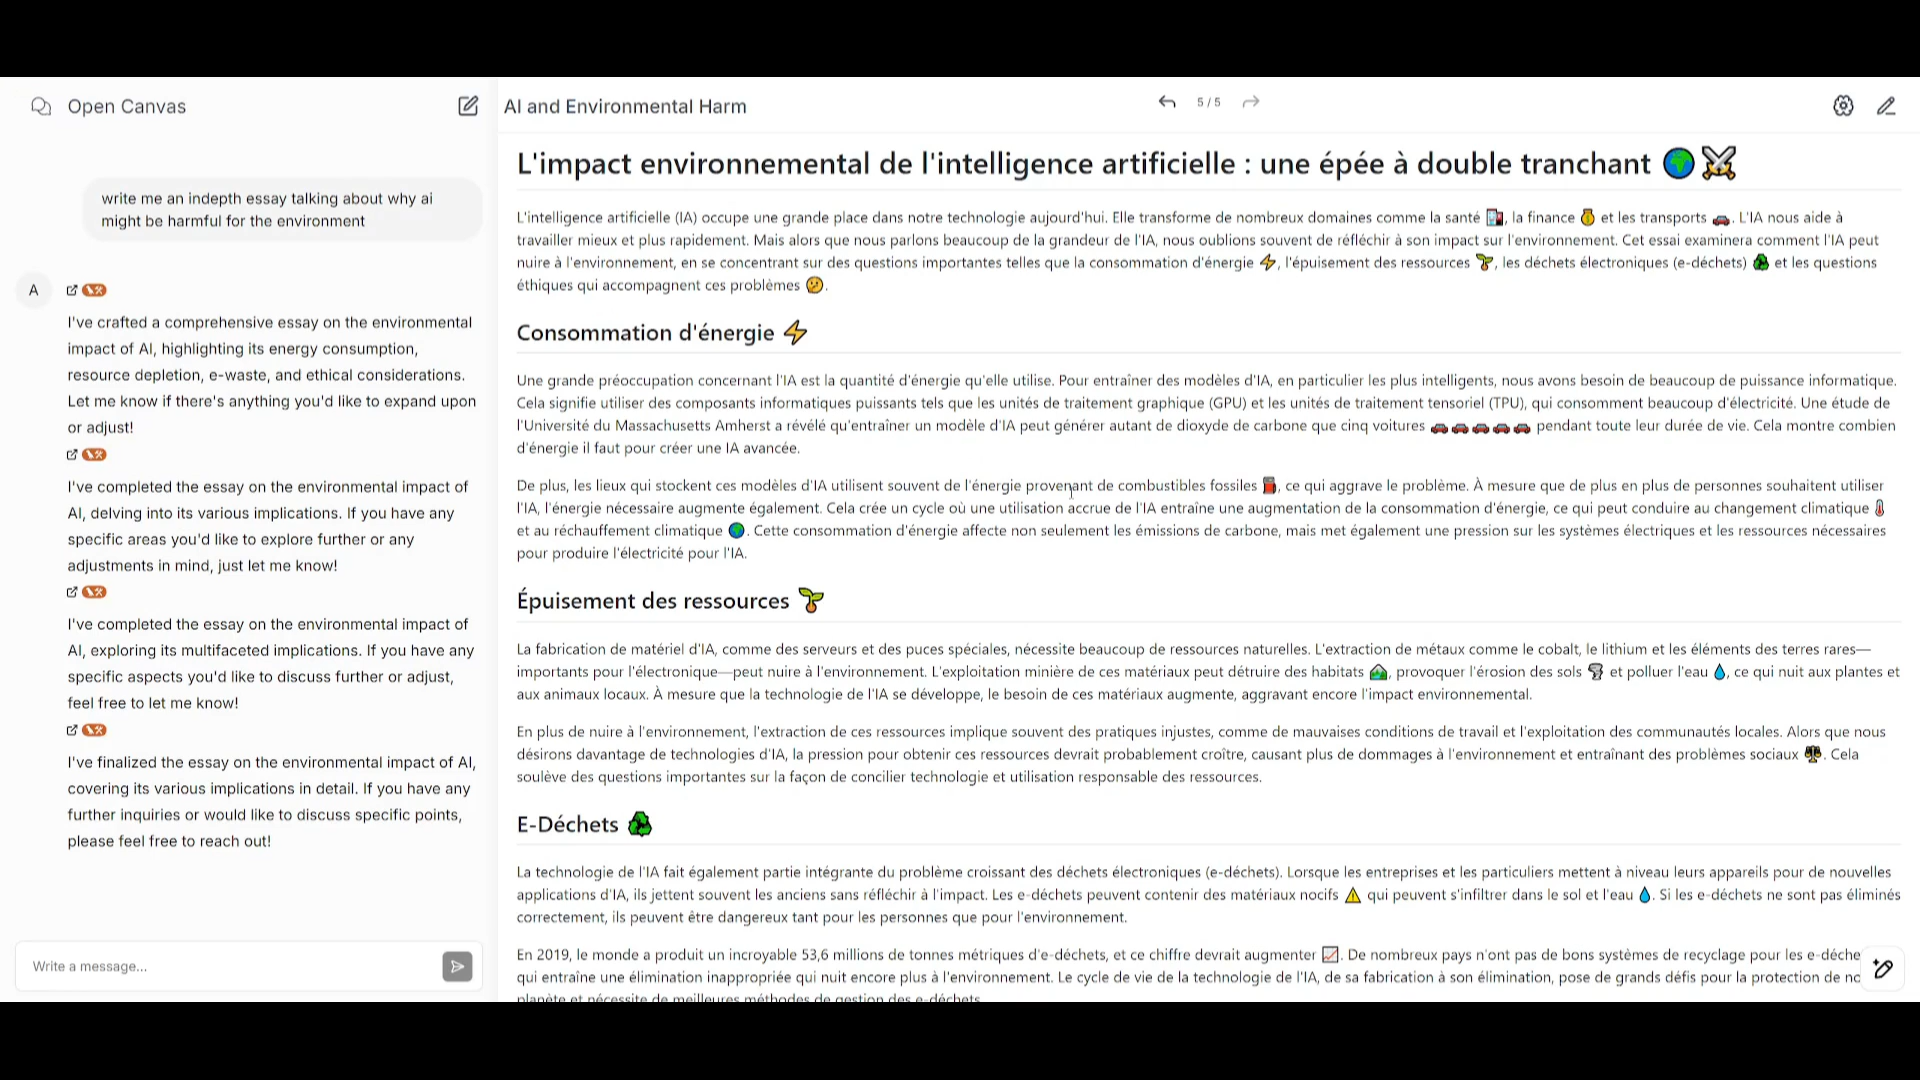 Open Canvas
write me an indepth essay talking about why ai
might be harmful for the environment
A
I've crafted a comprehensive essay on the environmental
impact of AI, highlighting its energy consumption,
resource depletion, e-waste, and ethical considerations.
Let me know if there's anything you'd like to expand upon
or adjust!
I've completed the essay on the environmental impact of
AI, delving into its various implications. If you have any
specific areas you'd like to explore further or any
adjustments in mind, just let me know!
I've completed the essay on the environmental impact of
AI, exploring its multifaceted implications. If you have any
specific aspects you'd like to discuss further or adjust,
feel free to let me know!
I've finalized the essay on the environmental impact of AI,
covering its various implications in detail. If you have any
further inquiries or would like to discuss specific points,
please feel free to reach out!
Write a message...
AI and Environmental Harm
5 / 5
L'impact environnemental de l'intelligence artificielle : une épée à double tranchant 🌍⚔️
L'intelligence artificielle (IA) occupe une grande place dans notre technologie aujourd'hui. Elle transforme de nombreux domaines comme la santé 🏥, la finance 💰 et les transports 🚗. L'IA nous aide à
travailler mieux et plus rapidement. Mais alors que nous parlons beaucoup de la grandeur de l'IA, nous oublions souvent de réfléchir à son impact sur l'environnement. Cet essai examinera comment l'IA peut
nuire à l'environnement, en se concentrant sur des questions importantes telles que la consommation d'énergie ⚡, l'épuisement des ressources 🌱, les déchets électroniques (e-déchets) ♻️ et les questions
éthiques qui accompagnent ces problèmes 🤔.
Consommation d'énergie ⚡
Une grande préoccupation concernant l'IA est la quantité d'énergie qu'elle utilise. Pour entraîner des modèles d'IA, en particulier les plus intelligents, nous avons besoin de beaucoup de puissance informatique.
Cela signifie utiliser des composants informatiques puissants tels que les unités de traitement graphique (GPU) et les unités de traitement tensoriel (TPU), qui consomment beaucoup d'électricité. Une étude de
l'Université du Massachusetts Amherst a révélé qu'entraîner un modèle d'IA peut générer autant de dioxyde de carbone que cinq voitures 🚗🚗🚗🚗🚗 pendant toute leur durée de vie. Cela montre combien
d'énergie il faut pour créer une IA avancée.
De plus, les lieux qui stockent ces modèles d'IA utilisent souvent de l'énergie provenant de combustibles fossiles ⛽, ce qui aggrave le problème. À mesure que de plus en plus de personnes souhaitent utiliser
l'IA, l'énergie nécessaire augmente également. Cela crée un cycle où une utilisation accrue de l'IA entraîne une augmentation de la consommation d'énergie, ce qui peut conduire au changement climatique 🌡️
et au réchauffement climatique 🌍. Cette consommation d'énergie affecte non seulement les émissions de carbone, mais met également une pression sur les systèmes électriques et les ressources nécessaires
pour produire l'électricité pour l'IA.
Épuisement des ressources 🌱
La fabrication de matériel d'IA, comme des serveurs et des puces spéciales, nécessite beaucoup de ressources naturelles. L'extraction de métaux comme le cobalt, le lithium et les éléments des terres rares—
importants pour l'électronique—peut nuire à l'environnement. L'exploitation minière de ces matériaux peut détruire des habitats 🏞️, provoquer l'érosion des sols 🌪️ et polluer l'eau 💧, ce qui nuit aux plantes et
aux animaux locaux. À mesure que la technologie de l'IA se développe, le besoin de ces matériaux augmente, aggravant encore l'impact environnemental.
En plus de nuire à l'environnement, l'extraction de ces ressources implique souvent des pratiques injustes, comme de mauvaises conditions de travail et l'exploitation des communautés locales. Alors que nous
désirons davantage de technologies d'IA, la pression pour obtenir ces ressources devrait probablement croître, causant plus de dommages à l'environnement et entraînant des problèmes sociaux ⚖️. Cela
soulève des questions importantes sur la façon de concilier technologie et utilisation responsable des ressources.
E-Déchets ♻️
La technologie de l'IA fait également partie intégrante du problème croissant des déchets électroniques (e-déchets). Lorsque les entreprises et les particuliers mettent à niveau leurs appareils pour de nouvelles
applications d'IA, ils jettent souvent les anciens sans réfléchir à l'impact. Les e-déchets peuvent contenir des matériaux nocifs ⚠️ qui peuvent s'infiltrer dans le sol et l'eau 💧. Si les e-déchets ne sont pas éliminés
correctement, ils peuvent être dangereux tant pour les personnes que pour l'environnement.
En 2019, le monde a produit un incroyable 53,6 millions de tonnes métriques d'e-déchets, et ce chiffre devrait augmenter 📈. De nombreux pays n'ont pas de bons systèmes de recyclage pour les e-déche
qui entraîne une élimination inappropriée qui nuit encore plus à l'environnement. Le cycle de vie de la technologie de l'IA, de sa fabrication à son élimination, pose de grands défis pour la protection de no
planète et nécessite de meilleures méthodes de gestion des e-déchets.